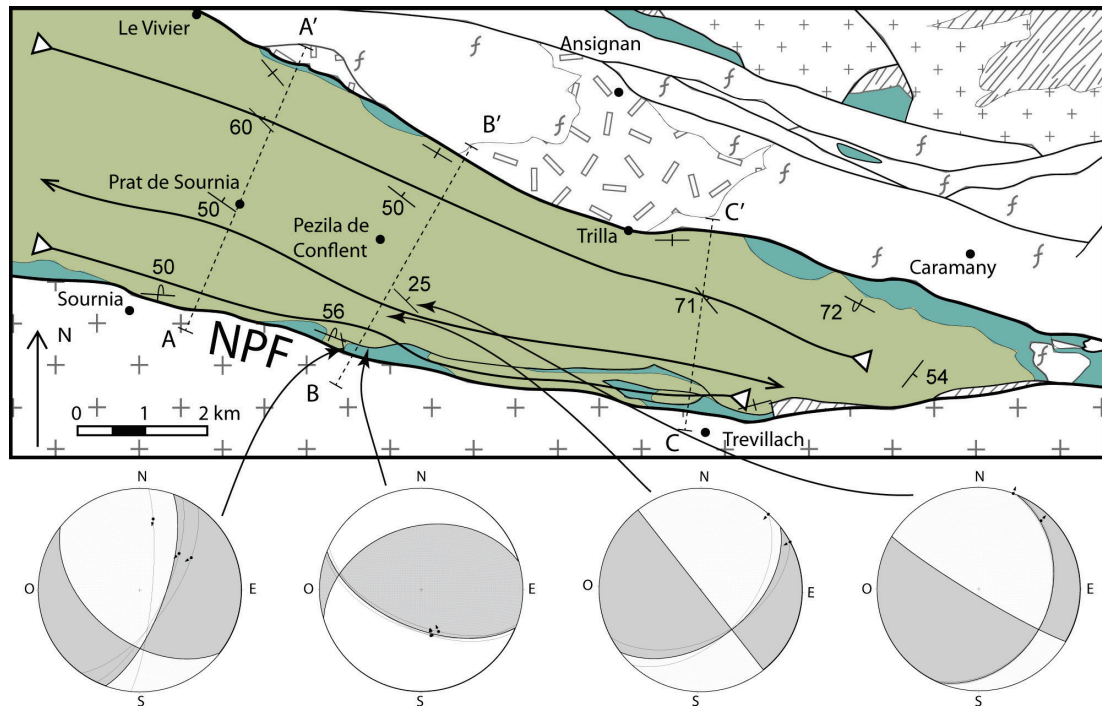 Le Vivier
A'
Ansignan
60
B'
Prat de Sournia
50
50
Pezila de
Conflent
C'
Trilla
Caramany
50
25
Sournia
56
71
72
A
NPF
N
B
54
0 1 2 km
C
Trevillach
N
N
N
N
O
E
O
E
O
E
O
E
S
S
S
S